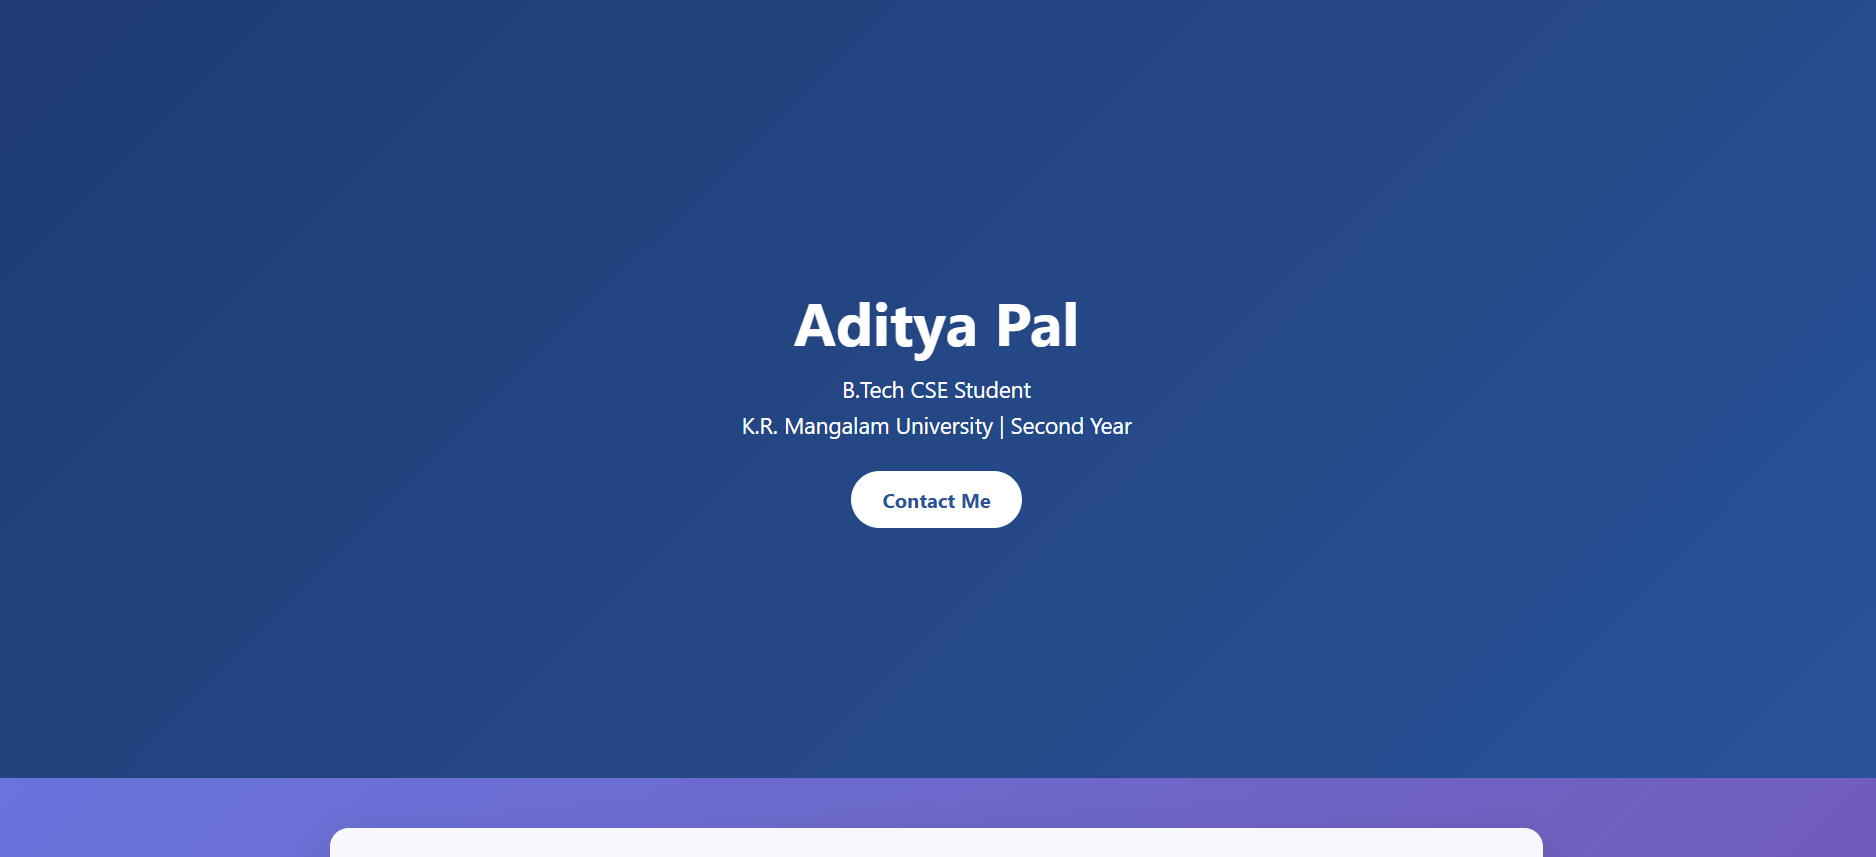 Aditya Pal
B.Tech CSE Student
K.R. Mangalam University | Second Year
Contact Me